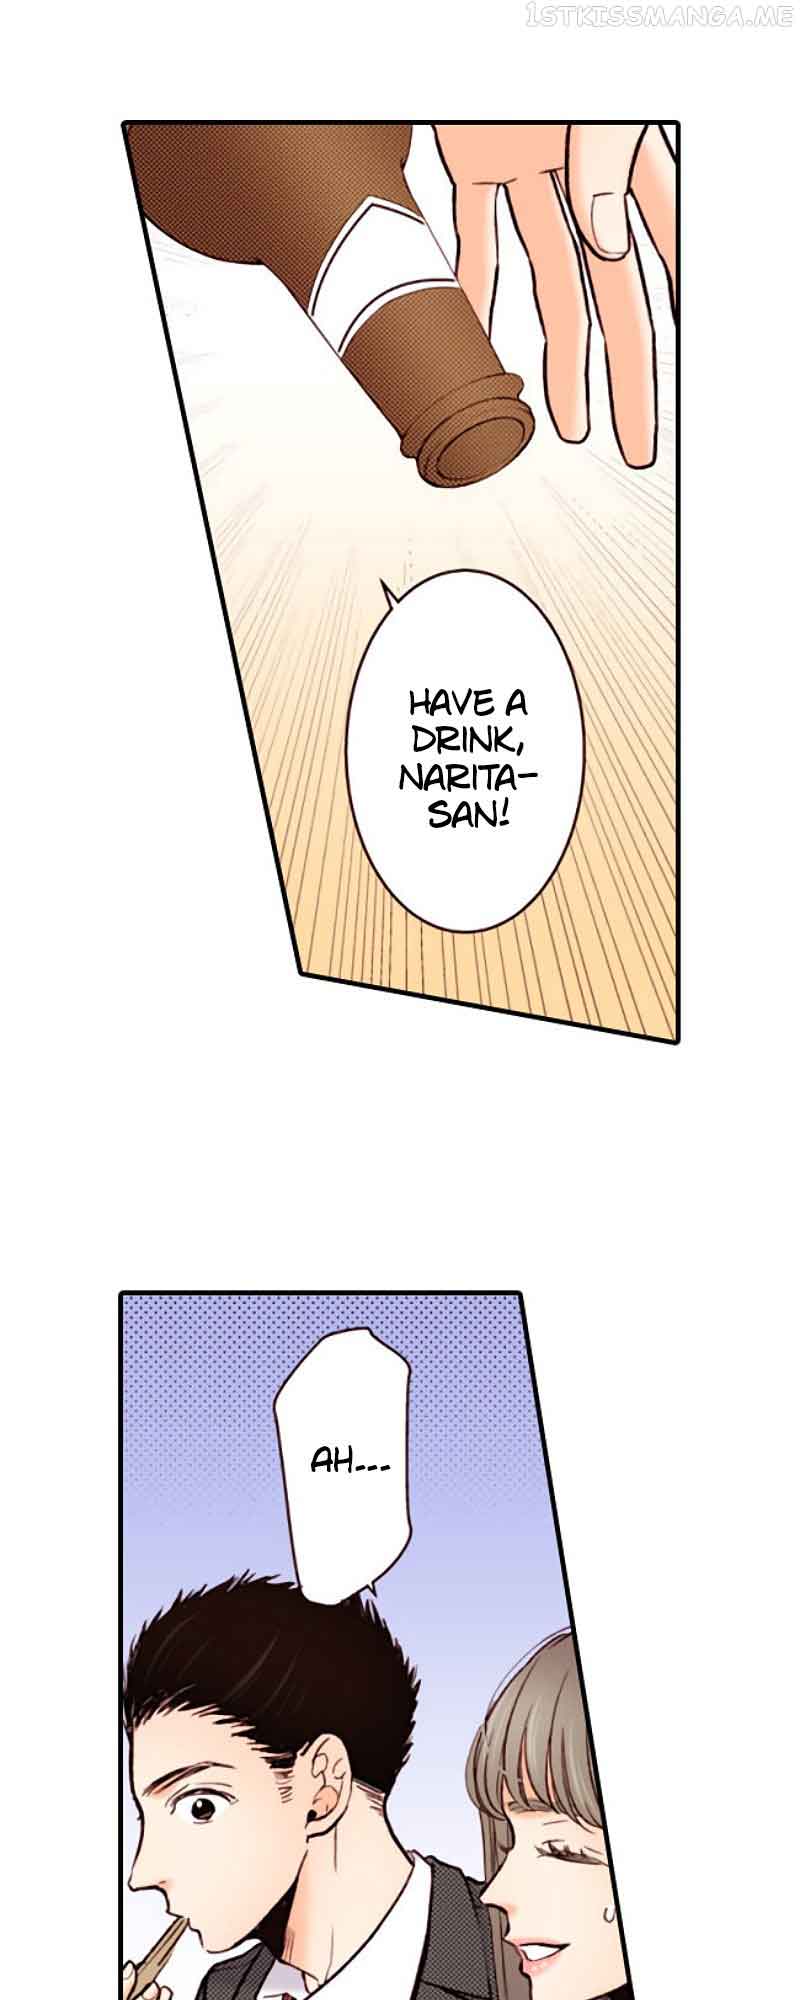 1STKISSMANGA.ME
HAVE A
DRINK,
NARITA-
SAN!
AH---